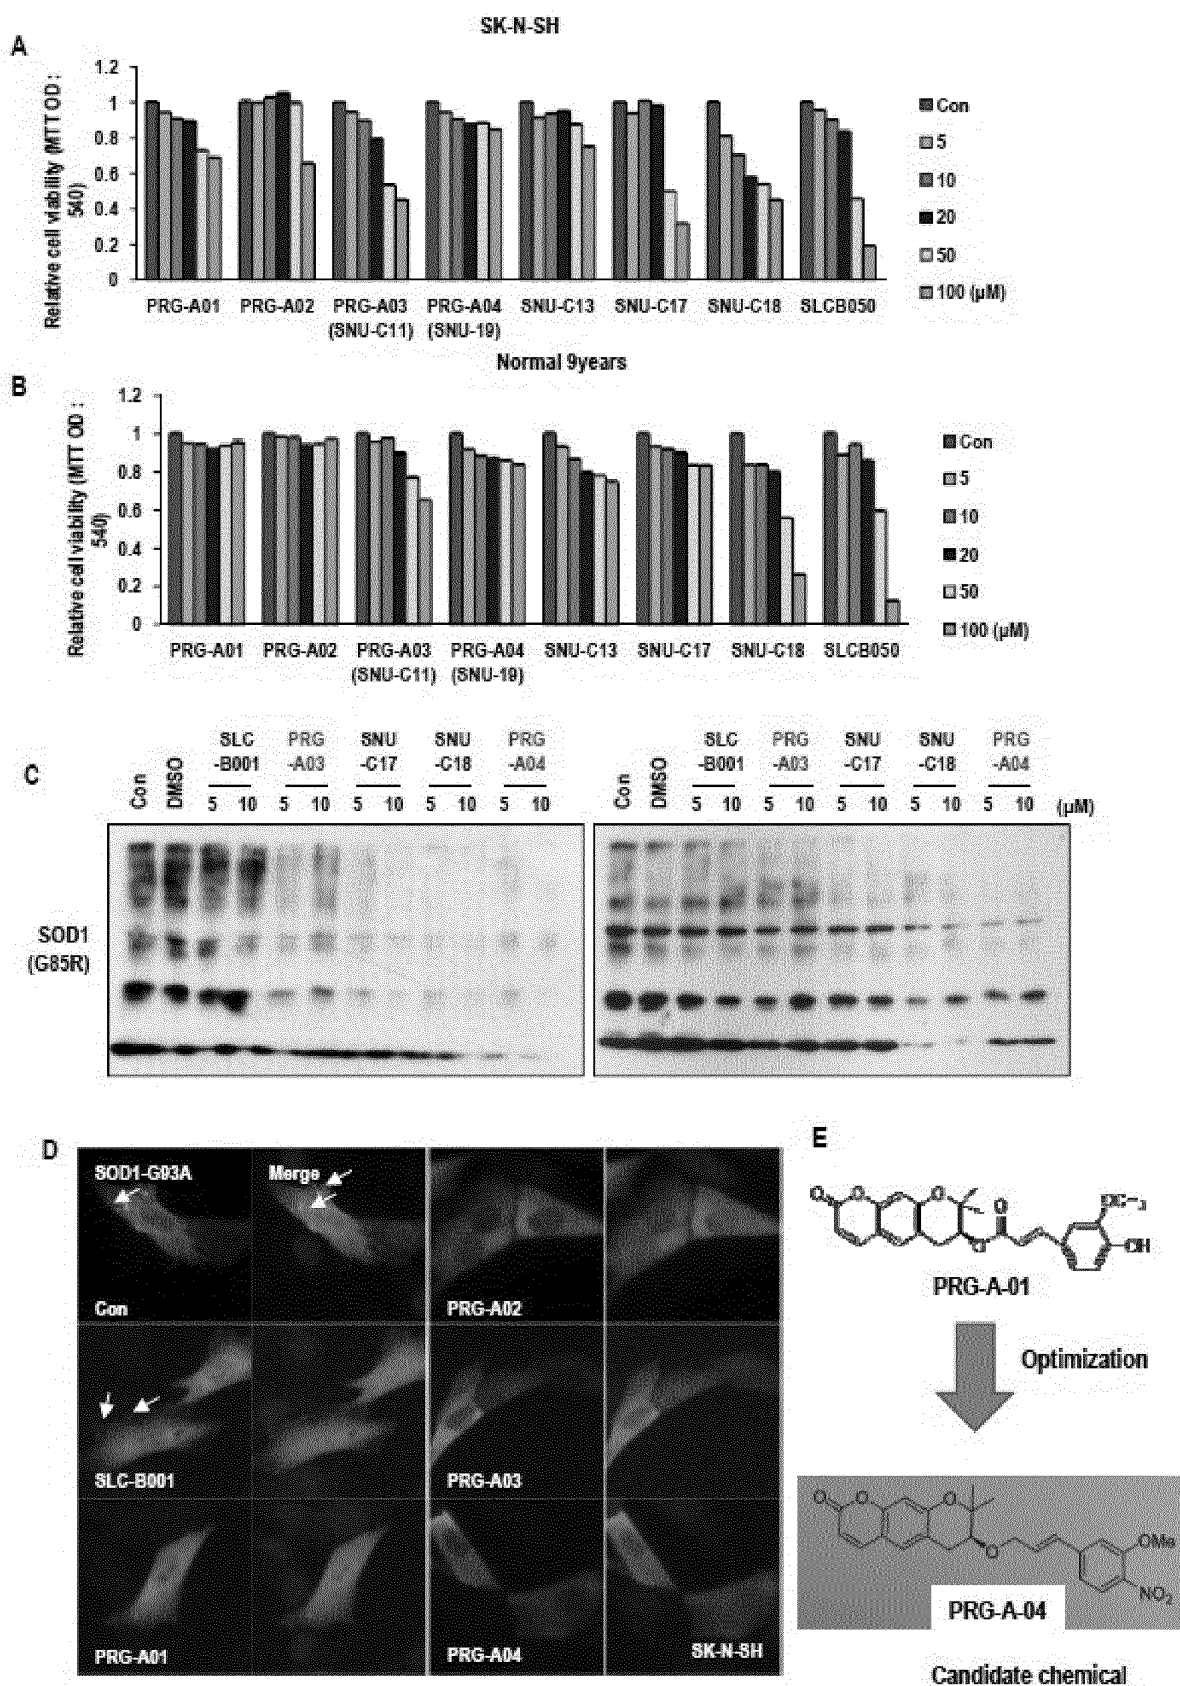 SK-N-SH
A
Relative cell viability (MTT OD :
540)
1.2
1
0.8
0.6
0.4
0.2
0
PRG-A01 PRG-A02 PRG-A03 PRG-A04 SNU-C13 SNU-C17 SNU-C18 SLCB050
(SNU-C11) (SNU-19)
Con
5
10
20
50
100 (μM)
Normal 9years
B
Relative cell viability (MTT OD :
540)
1.2
1
0.8
0.6
0.4
0.2
0
PRG-A01 PRG-A02 PRG-A03 PRG-A04 SNU-C13 SNU-C17 SNU-C18 SLCB050
(SNU-C11) (SNU-19)
Con
5
10
20
50
100 (μM)
C
SLC PRG SNU SNU PRG
-B001 -A03 -C17 -C18 -A04
Con DMSO 5 10 5 10 5 10 5 10 5 10
SLC PRG SNU SNU PRG
-B001 -A03 -C17 -C18 -A04
Con DMSO 5 10 5 10 5 10 5 10 5 10 (μM)
SOD1
(G85R)
D
SOD1-G93A Merge
Con PRG-A02
SLC-B001 PRG-A03
PRG-A01 PRG-A04 SK-N-SH
E
O O O O O OH
PRG-A-01
Optimization
O O O O OMe
NO2
PRG-A-04
Candidate chemical